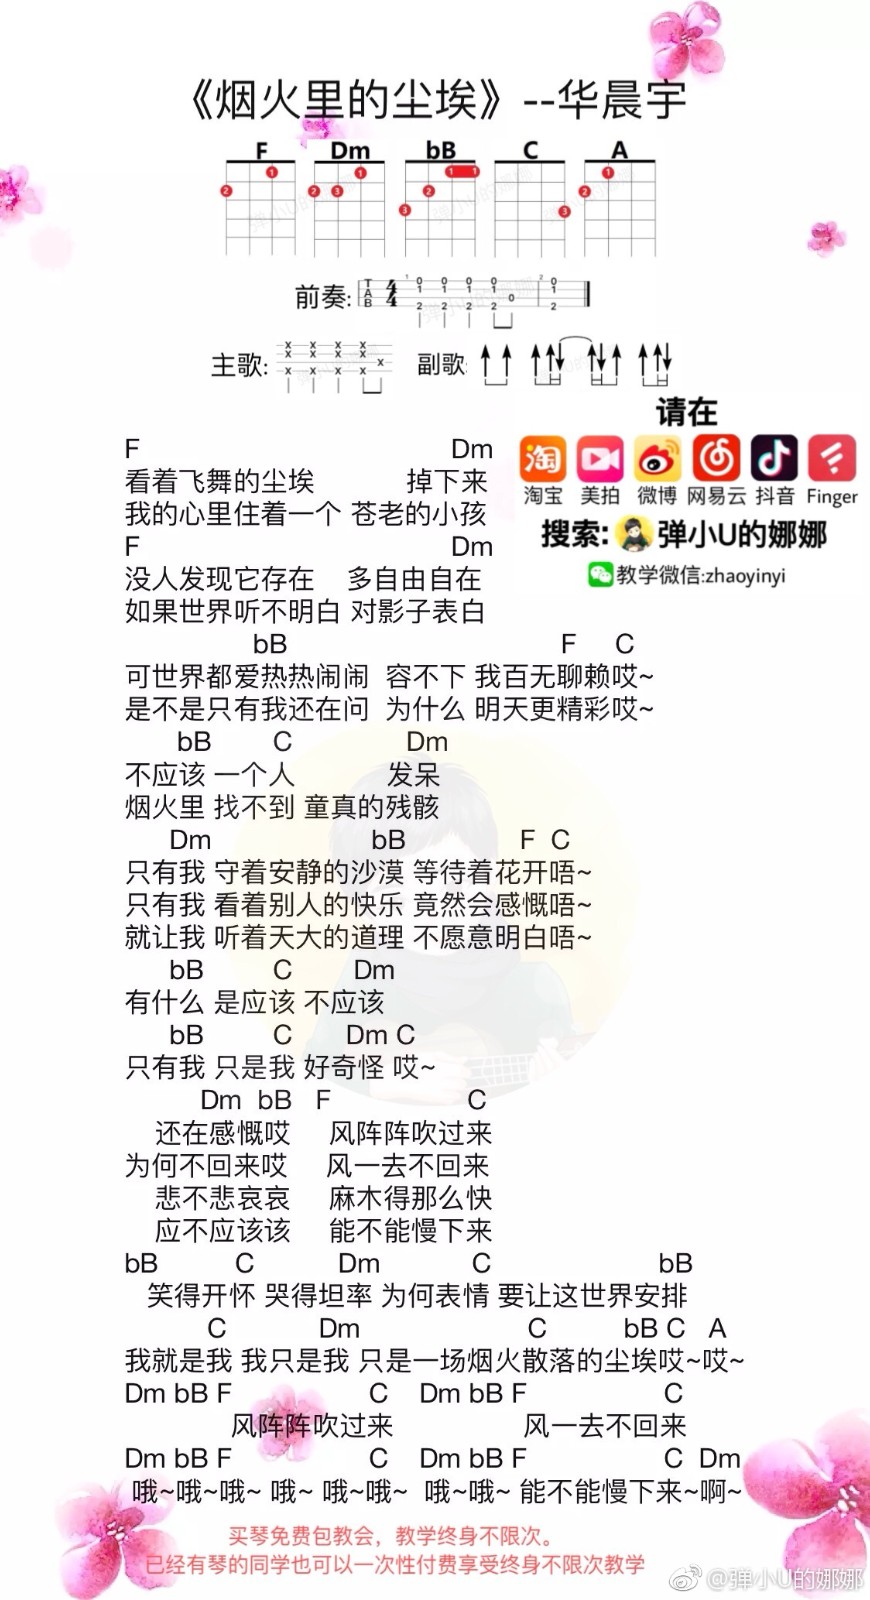 《烟火里的尘埃》--华晨宇
F Dm bB C A
前奏:
主歌: 副歌:
请在
淘宝 美拍 微博 网易云 抖音 Finger
搜索: 弹小U的娜娜
教学微信:zhaoyinyi
F Dm
看着飞舞的尘埃 掉下来
我的心里住着一个 苍老的小孩
F Dm
没人发现它存在 多自由自在
如果世界听不明白 对影子表白
bB F C
可世界都爱热热闹闹 容不下 我百无聊赖哎~
是不是只有我还在问 为什么 明天更精彩哎~
bB C Dm
不应该 一个人 发呆
烟火里 找不到 童真的残骸
Dm bB F C
只有我 守着安静的沙漠 等待着花开唔~
只有我 看着别人的快乐 竟然会感慨唔~
就让我 听着天大的道理 不愿意明白唔~
bB C Dm
有什么 是应该 不应该
bB C Dm C
只有我 只是我 好奇怪 哎~
Dm bB F C
还在感慨哎 风阵阵吹过来
为何不回来哎 风一去不回来
悲不悲哀哀 麻木得那么快
应不应该该 能不能慢下来
bB C Dm C bB
笑得开怀 哭得坦率 为何表情 要让这世界安排
C Dm C bB C A
我就是我 我只是我 只是一场烟火散落的尘埃哎~哎~
Dm bB F C Dm bB F C
风阵阵吹过来 风一去不回来
Dm bB F C Dm bB F C Dm
哦~哦~哦~ 哦~ 哦~哦~ 哦~哦~ 能不能慢下来~啊~
买琴免费包教会，教学终身不限次。
已经有琴的同学也可以一次性付费享受终身不限次教学
@弹小U的娜娜